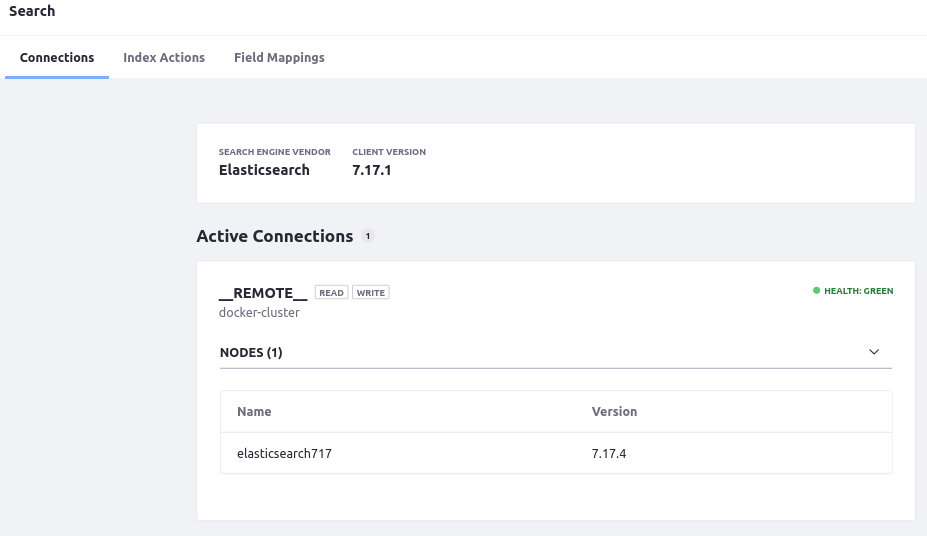 Search
Connections Index Actions Field Mappings
SEARCH ENGINE VENDOR CLIENT VERSION
Elasticsearch 7.17.1
Active Connections 1
__REMOTE__ READ WRITE HEALTH: GREEN
docker-cluster
NODES (1)
Name Version
elasticsearch717 7.17.4